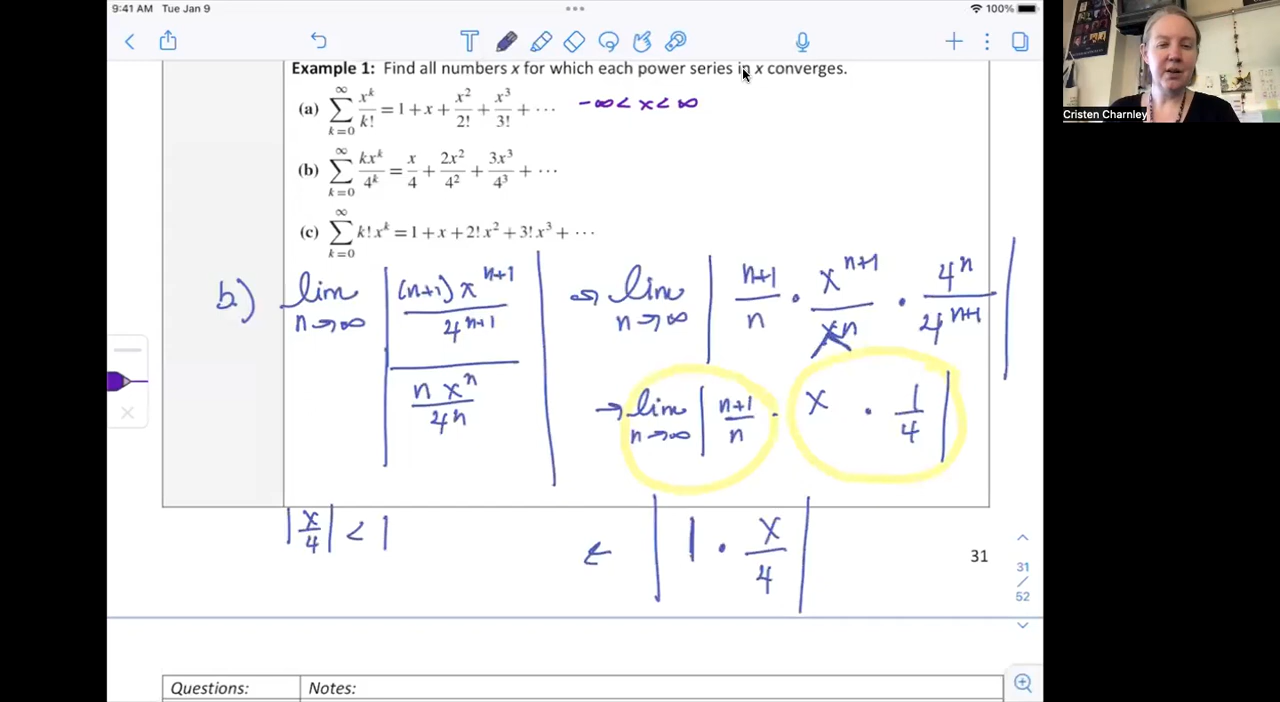 9:41 AM Tue Jan 9
100%
Cristen Charnley
Example 1: Find all numbers x for which each power series in x converges.
(a) ∑_{k=0}^{∞} x^k/k! = 1 + x + x^2/2! + x^3/3! + ⋯ -∞ < x < ∞
(b) ∑_{k=0}^{∞} kx^k/4^k = x/4 + 2x^2/4^2 + 3x^3/4^3 + ⋯
(c) ∑_{k=0}^{∞} k! x^k = 1 + x + 2! x^2 + 3! x^3 + ⋯
b) lim_{n→∞} | ((n+1) x^{n+1} / 4^{n+1}) / (n x^n / 4^n) | → lim_{n→∞} | (n+1)/n · x^{n+1}/x^n · 4^n/4^{n+1} |
→ lim_{n→∞} | (n+1)/n · x · 1/4 |
|x/4| < 1 ← | 1 · x/4 |
31
31
/
52
Questions: Notes: